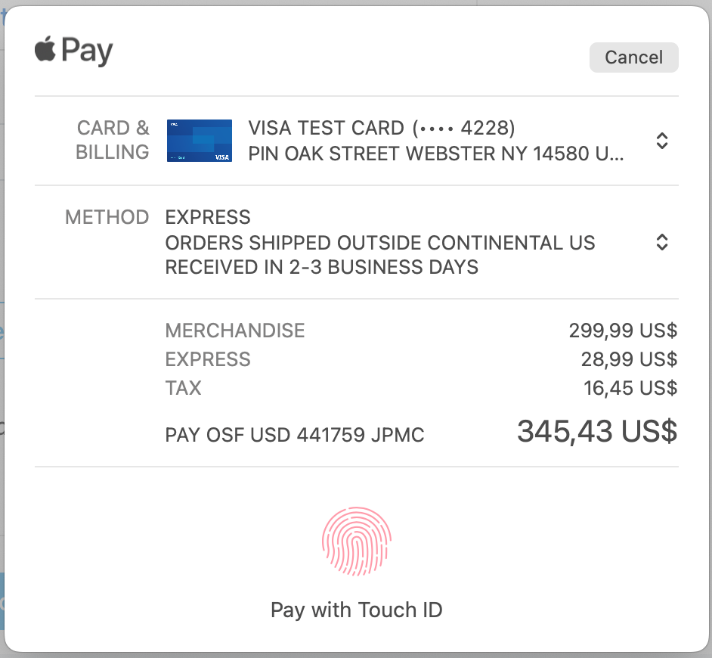 Pay
Cancel
CARD &
BILLING
VISA TEST CARD (•••• 4228)
PIN OAK STREET WEBSTER NY 14580 U...
VISA
METHOD
EXPRESS
ORDERS SHIPPED OUTSIDE CONTINENTAL US
RECEIVED IN 2-3 BUSINESS DAYS
MERCHANDISE 299,99 US$
EXPRESS 28,99 US$
TAX 16,45 US$
PAY OSF USD 441759 JPMC 345,43 US$
Pay with Touch ID